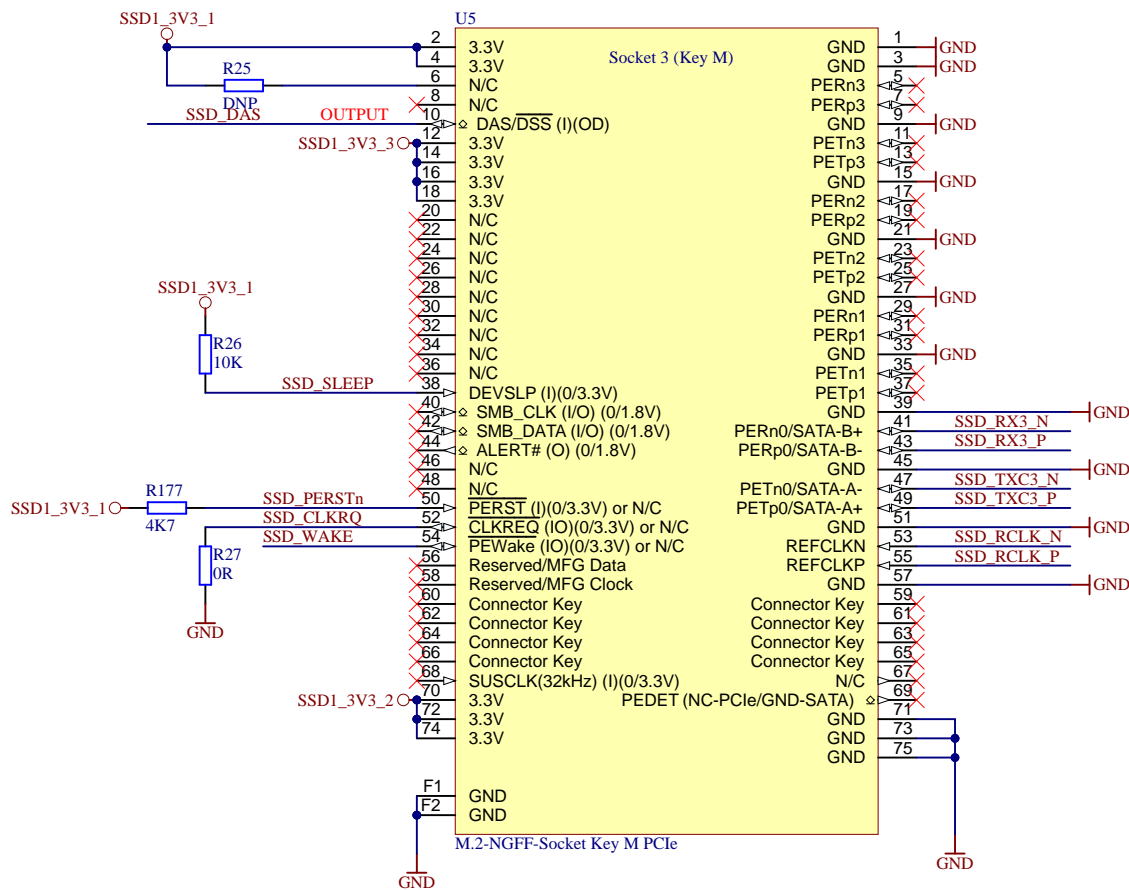 SSD1_3V3_1
R25
DNP
SSD_DAS OUTPUT
SSD1_3V3_3
SSD1_3V3_1
R26
10K
SSD_SLEEP
SSD1_3V3_1
R177
4K7
SSD_PERSTn
SSD_CLKRQ
SSD_WAKE
R27
0R
GND
SSD1_3V3_2
GND
U5
Socket 3 (Key M)
2 3.3V
4 3.3V
6 N/C
8 N/C
10 DAS/DSS (I)(OD)
12 3.3V
14 3.3V
16 3.3V
18 3.3V
20 N/C
22 N/C
24 N/C
26 N/C
28 N/C
30 N/C
32 N/C
34 N/C
36 N/C
38 DEVSLP (I)(0/3.3V)
40 SMB_CLK (I/O) (0/1.8V)
42 SMB_DATA (I/O) (0/1.8V)
44 ALERT# (O) (0/1.8V)
46 N/C
48 N/C
50 PERST (I)(0/3.3V) or N/C
52 CLKREQ (IO)(0/3.3V) or N/C
54 PEWake (IO)(0/3.3V) or N/C
56 Reserved/MFG Data
58 Reserved/MFG Clock
60 Connector Key
62 Connector Key
64 Connector Key
66 Connector Key
68 SUSCLK(32kHz) (I)(0/3.3V)
70 3.3V
72 3.3V
74 3.3V
F1 GND
F2 GND
GND 1 GND
GND 3 GND
PERn3 5
PERp3 7
GND 9 GND
PETn3 11
PETp3 13
GND 15 GND
PERn2 17
PERp2 19
GND 21 GND
PETn2 23
PETp2 25
GND 27 GND
PERn1 29
PERp1 31
GND 33 GND
PETn1 35
PETp1 37
GND 39 GND
PERn0/SATA-B+ 41 SSD_RX3_N
PERp0/SATA-B- 43 SSD_RX3_P
GND 45 GND
PETn0/SATA-A- 47 SSD_TXC3_N
PETp0/SATA-A+ 49 SSD_TXC3_P
GND 51 GND
REFCLKN 53 SSD_RCLK_N
REFCLKP 55 SSD_RCLK_P
GND 57 GND
Connector Key 59
Connector Key 61
Connector Key 63
Connector Key 65
N/C 67
PEDET (NC-PCIe/GND-SATA) 69
GND 71
GND 73
GND 75
GND
M.2-NGFF-Socket Key M PCIe